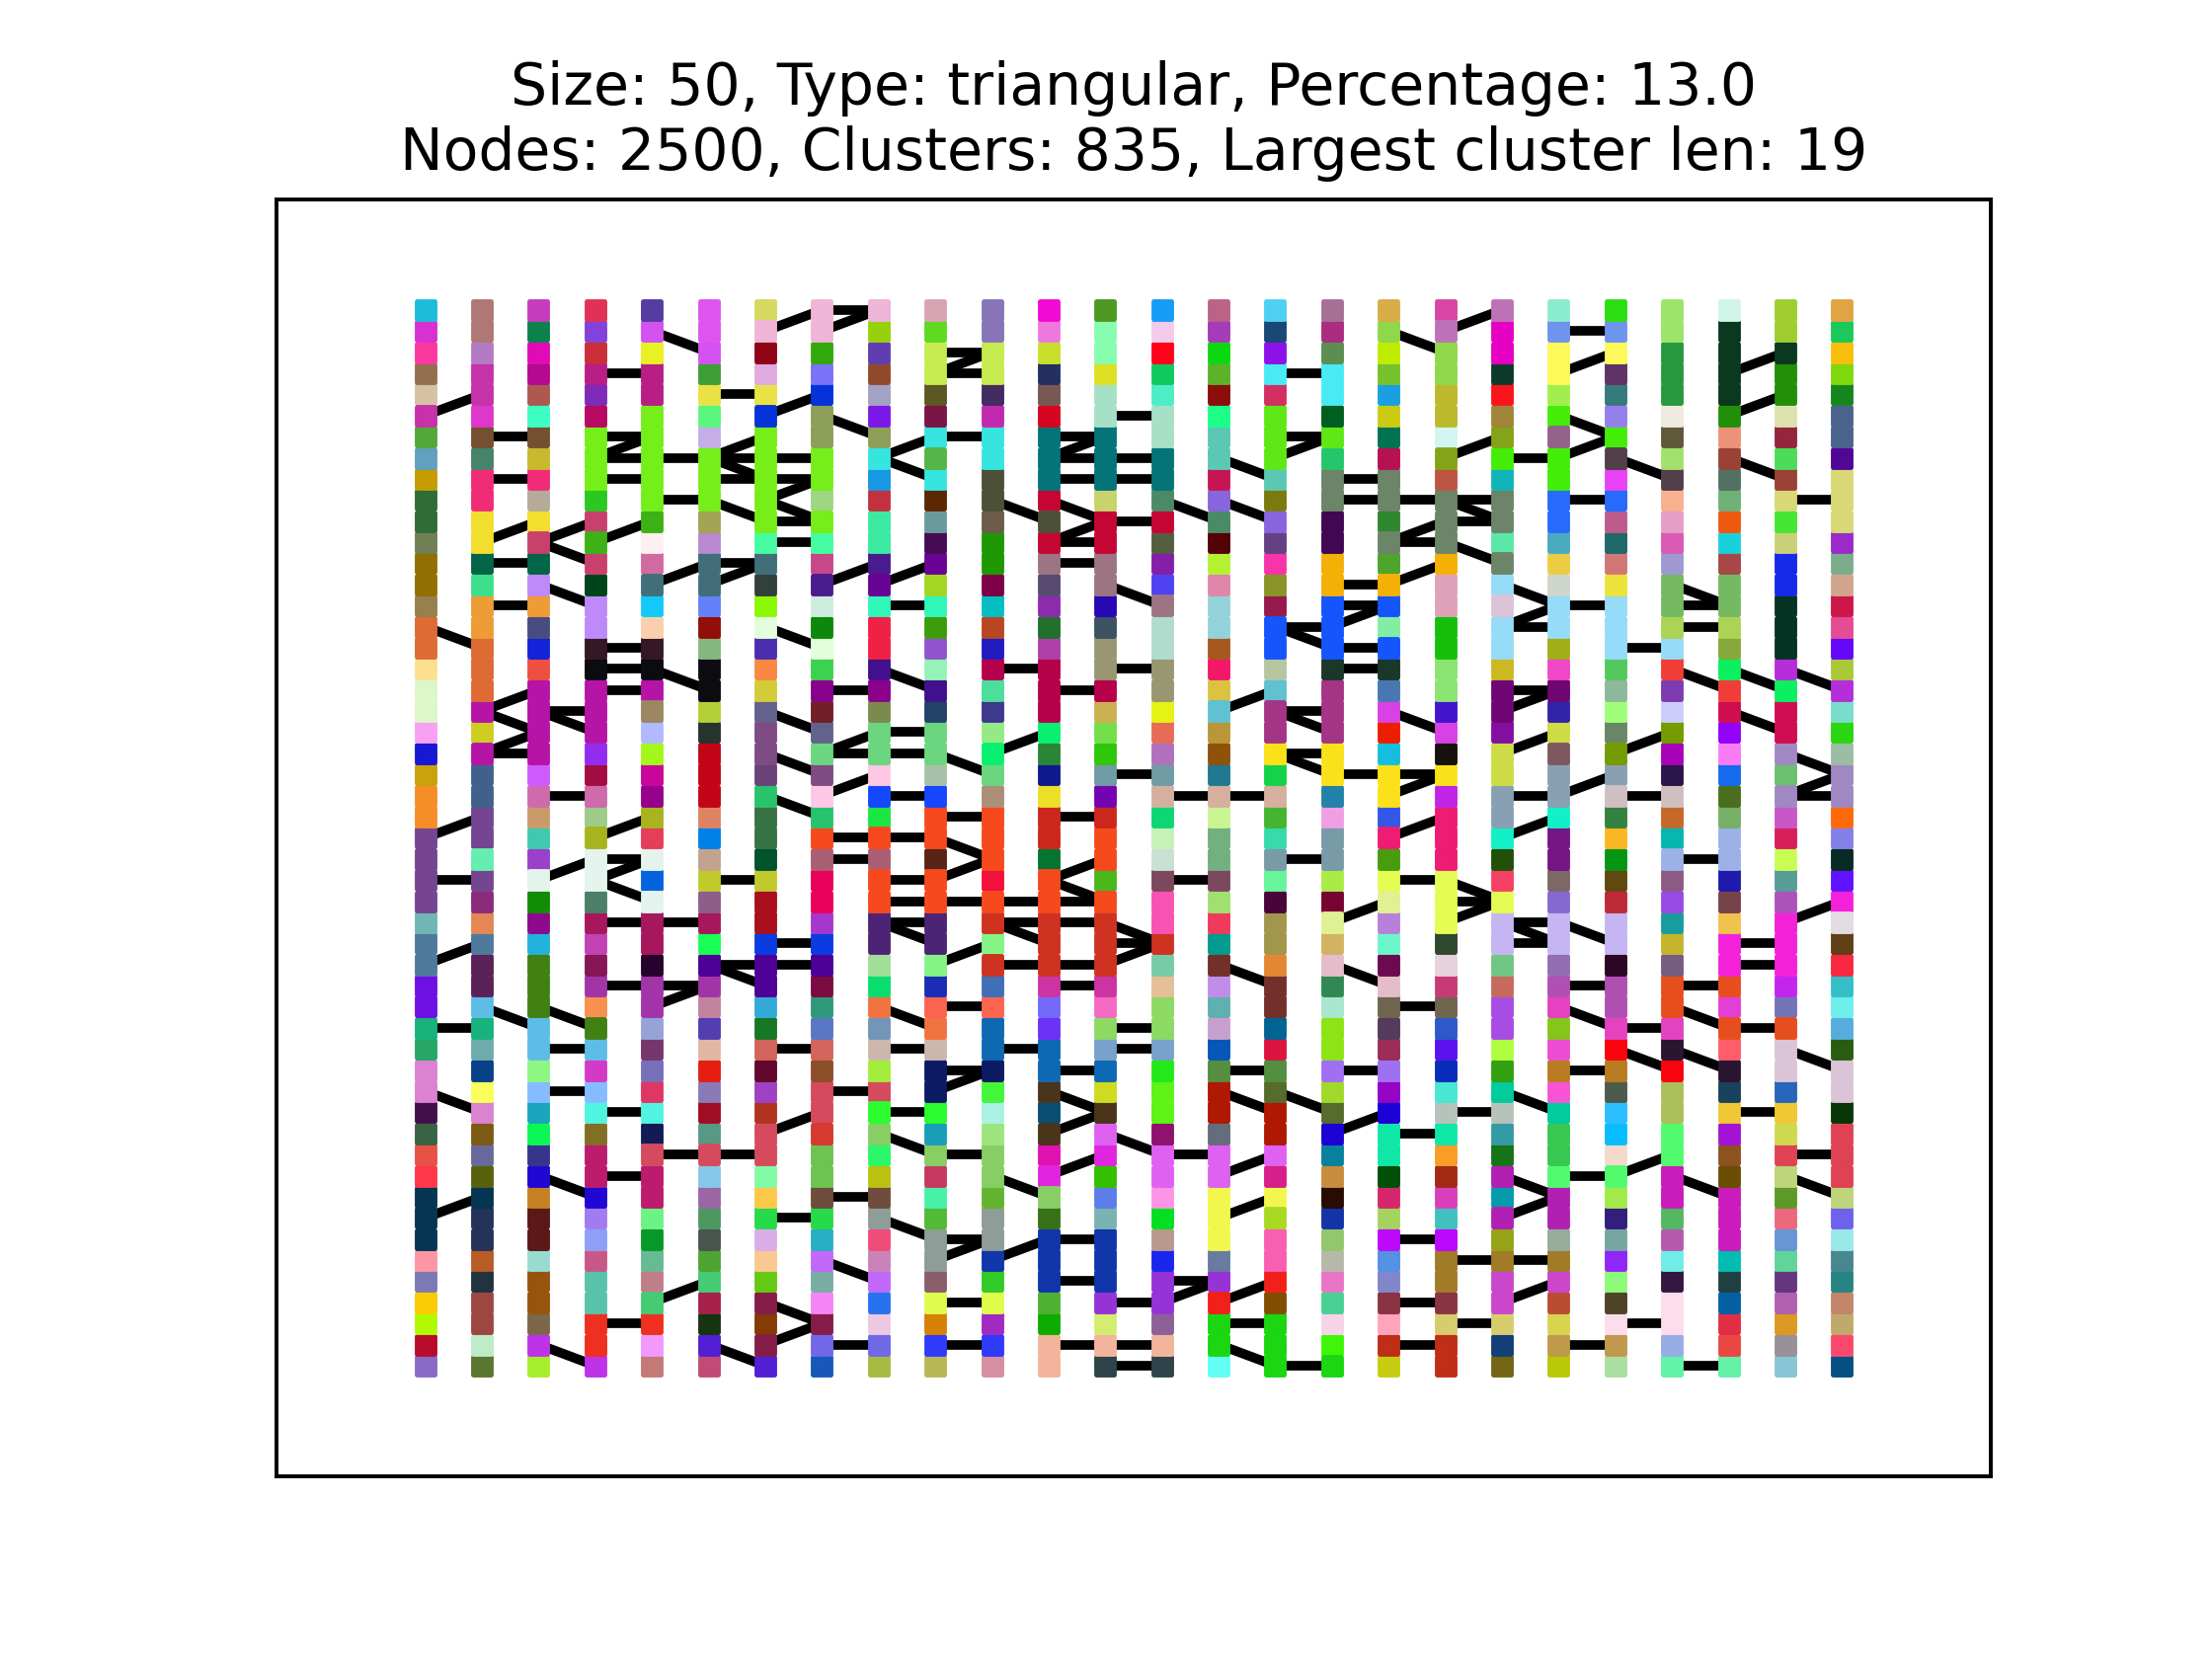 Size: 50, Type: triangular, Percentage: 13.0
Nodes: 2500, Clusters: 835, Largest cluster len: 19